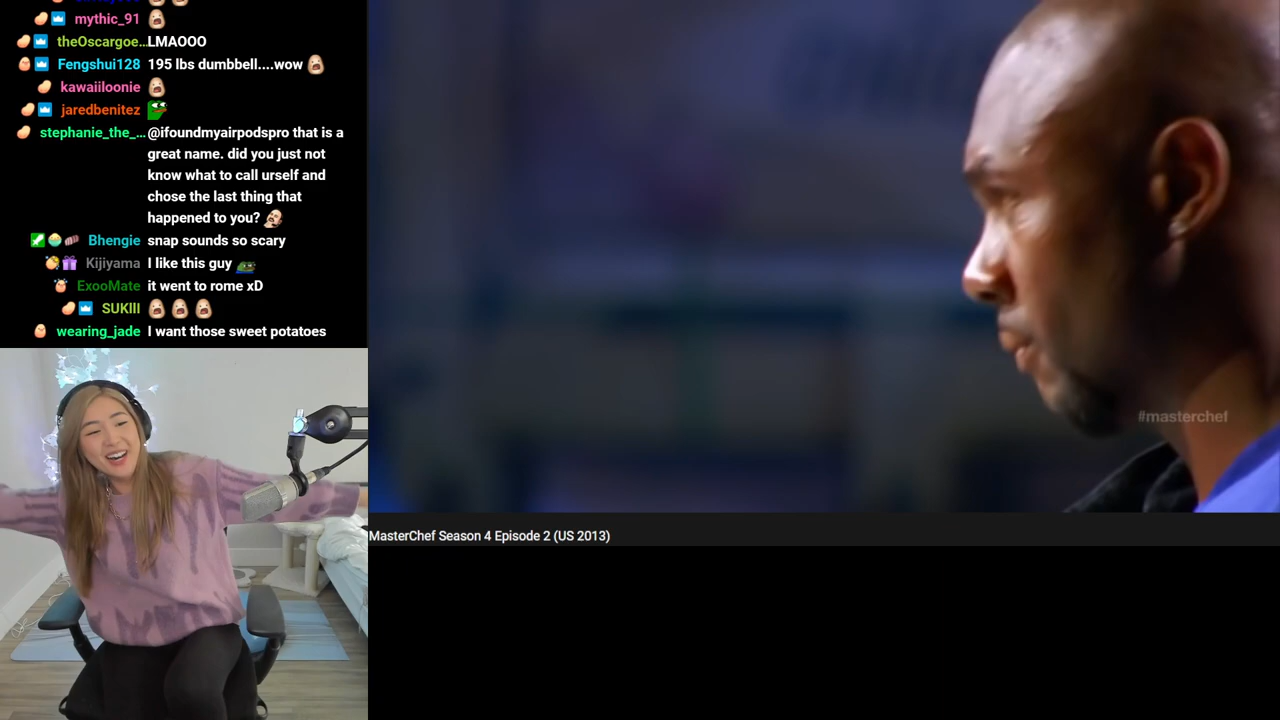 mythic_91
theOscargoe… LMAOOO
Fengshui128 195 lbs dumbbell....wow
kawaiiloonie
jaredbenitez
stephanie_the_… @ifoundmyairpodspro that is a
great name. did you just not
know what to call urself and
chose the last thing that
happened to you?
Bhengie snap sounds so scary
Kijiyama I like this guy
ExooMate it went to rome xD
SUKIII
wearing_jade I want those sweet potatoes
#masterchef
MasterChef Season 4 Episode 2 (US 2013)